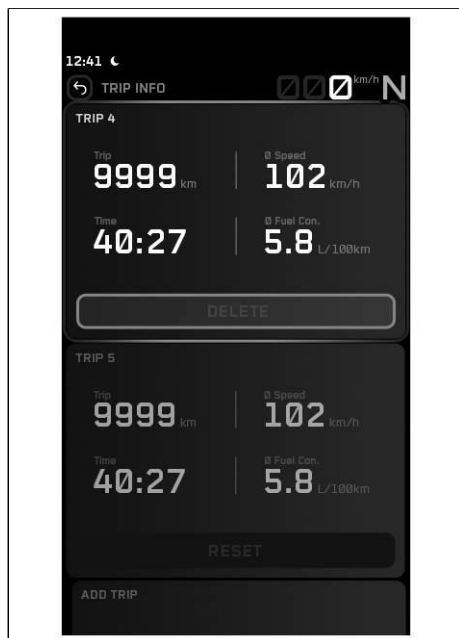 12:41
TRIP INFO 000 km/h N
TRIP 4
Trip Ø Speed
9999 km 102 km/h
Time Ø Fuel Con.
40:27 5.8 L/100km
DELETE
TRIP 5
Trip Ø Speed
9999 km 102 km/h
Time Ø Fuel Con.
40:27 5.8 L/100km
RESET
ADD TRIP